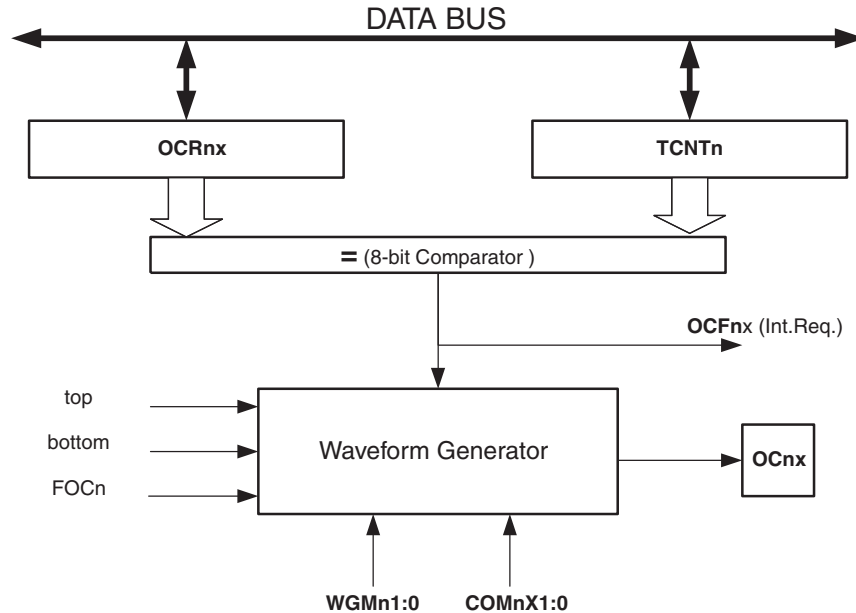 DATA BUS
OCRnx
TCNTn
= (8-bit Comparator )
OCFnx (Int.Req.)
top
bottom
FOCn
Waveform Generator
OCnx
WGMn1:0
COMnX1:0